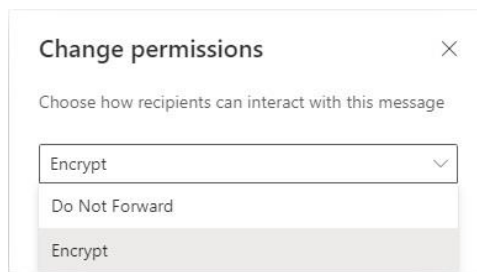 Change permissions
Choose how recipients can interact with this message
Encrypt
Do Not Forward
Encrypt